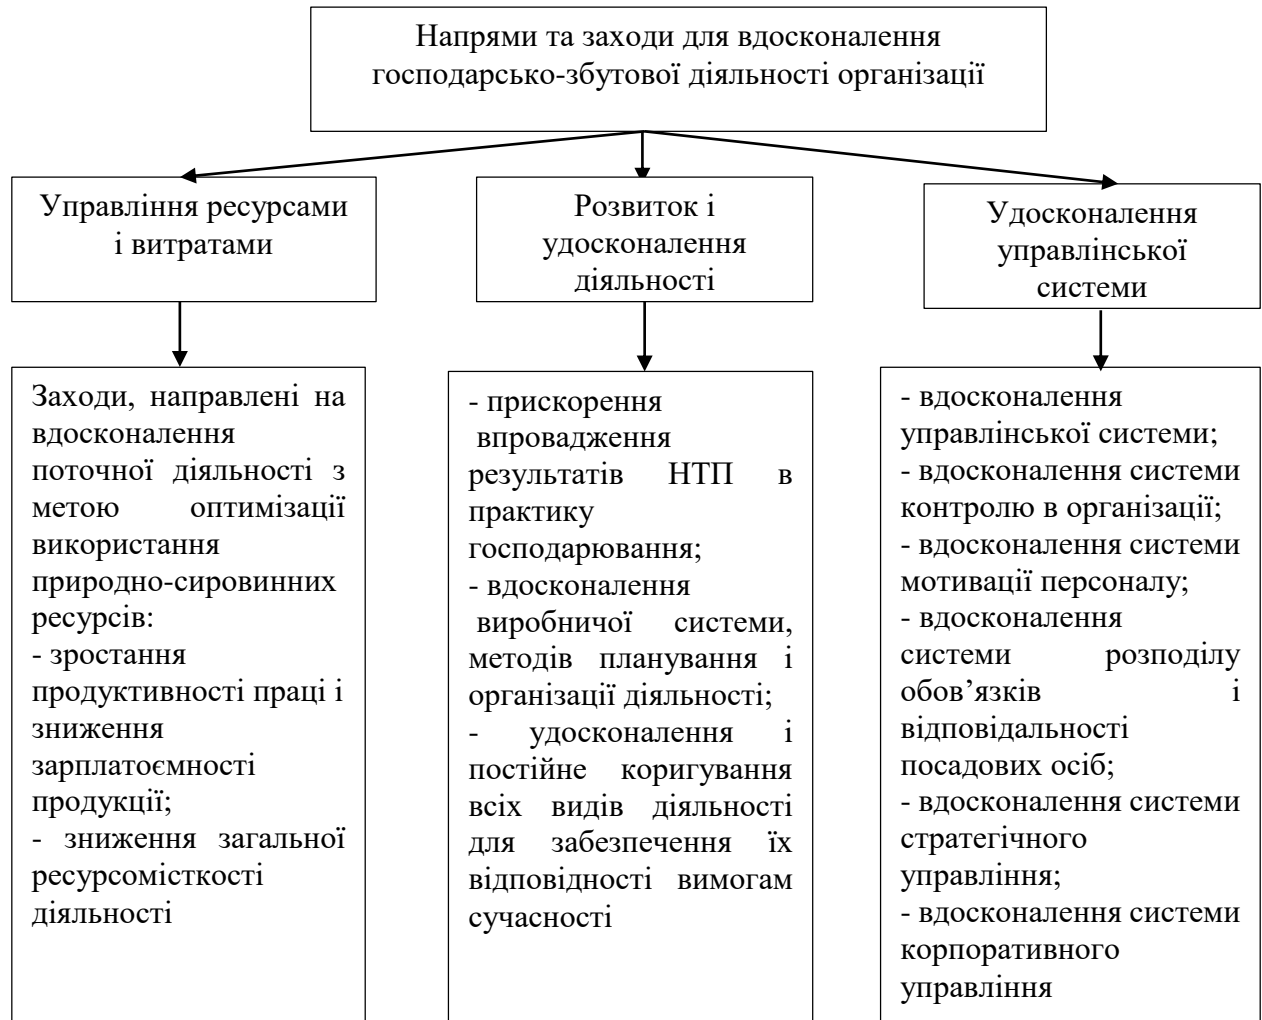 Напрями та заходи для вдосконалення
господарсько-збутової діяльності організації
Управління ресурсами
і витратами
Розвиток і
удосконалення
діяльності
Удосконалення
управлінської
системи
Заходи, направлені на
вдосконалення
поточної діяльності з
метою оптимізації
використання
природно-сировинних
ресурсів:
- зростання
продуктивності праці і
зниження
зарплатоємності
продукції;
- зниження загальної
ресурсомісткості
діяльності
- прискорення
впровадження
результатів НТП в
практику
господарювання;
- вдосконалення
виробничої системи,
методів планування і
організації діяльності;
- удосконалення і
постійне коригування
всіх видів діяльності
для забезпечення їх
відповідності вимогам
сучасності
- вдосконалення
управлінської системи;
- вдосконалення системи
контролю в організації;
- вдосконалення системи
мотивації персоналу;
- вдосконалення
системи розподілу
обов’язків і
відповідальності
посадових осіб;
- вдосконалення системи
стратегічного
управління;
- вдосконалення системи
корпоративного
управління